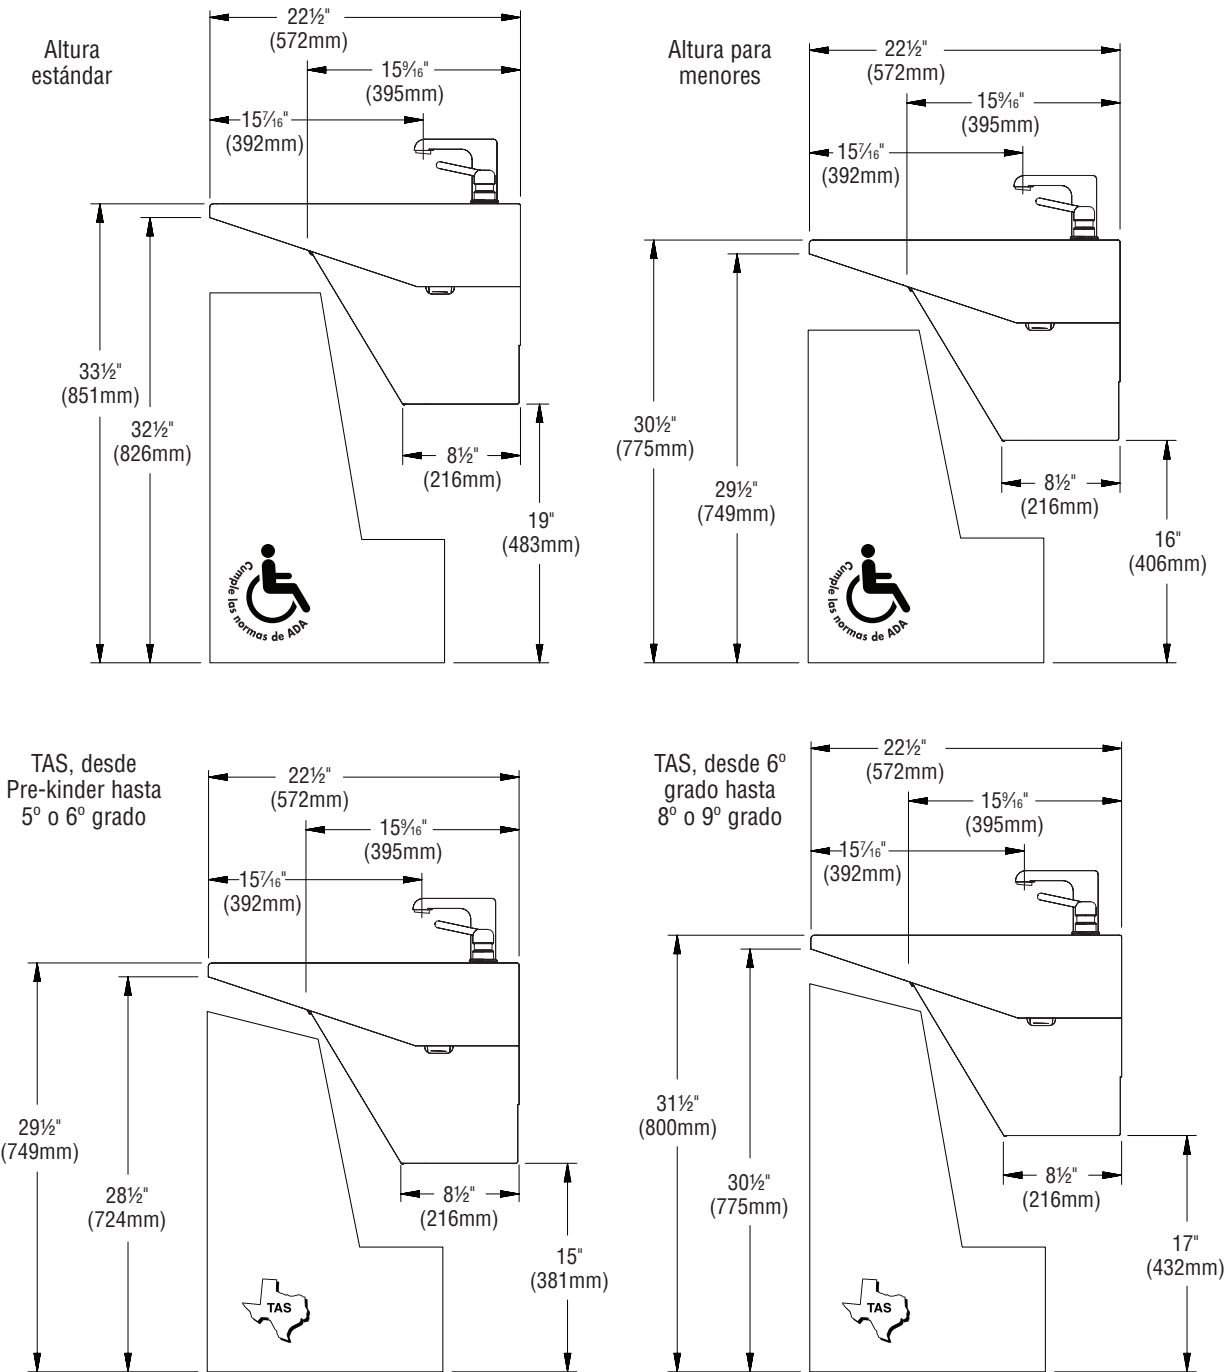 Altura
estándar
22½"
(572mm)
15⁹⁄₁₆"
(395mm)
15⁷⁄₁₆"
(392mm)
33½"
(851mm)
32½"
(826mm)
8½"
(216mm)
19"
(483mm)
Cumple las normas de ADA
Altura para
menores
22½"
(572mm)
15⁹⁄₁₆"
(395mm)
15⁷⁄₁₆"
(392mm)
30½"
(775mm)
29½"
(749mm)
8½"
(216mm)
16"
(406mm)
Cumple las normas de ADA
TAS, desde
Pre-kinder hasta
5º o 6º grado
22½"
(572mm)
15⁹⁄₁₆"
(395mm)
15⁷⁄₁₆"
(392mm)
29½"
(749mm)
28½"
(724mm)
8½"
(216mm)
15"
(381mm)
TAS
TAS, desde 6º
grado hasta
8º o 9º grado
22½"
(572mm)
15⁹⁄₁₆"
(395mm)
15⁷⁄₁₆"
(392mm)
31½"
(800mm)
30½"
(775mm)
8½"
(216mm)
17"
(432mm)
TAS